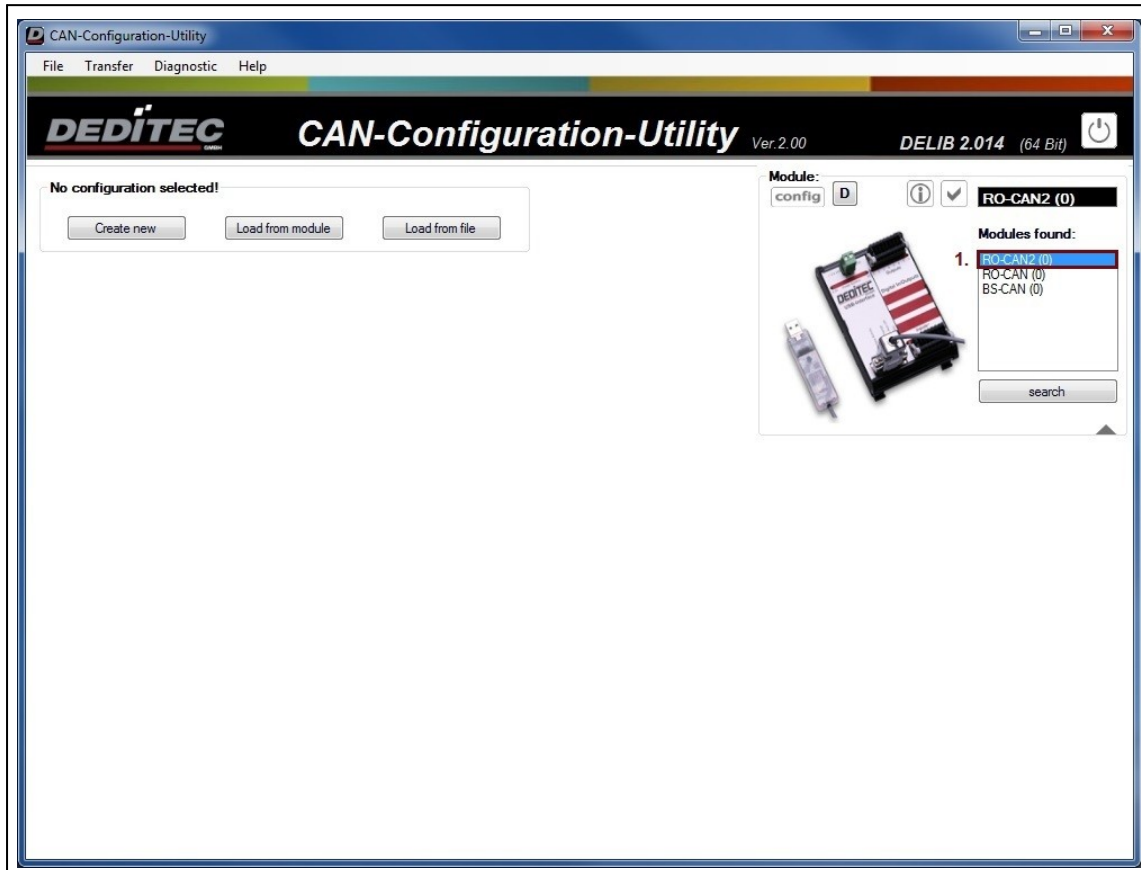 CAN-Configuration-Utility
File Transfer Diagnostic Help
DEDITEC
GMBH
CAN-Configuration-Utility Ver. 2.00
DELIB 2.014 (64 Bit)
No configuration selected!
Create new Load from module Load from file
Module:
config D
RO-CAN2 (0)
Modules found:
1. RO-CAN2 (0)
RO-CAN (0)
BS-CAN (0)
search
DEDITEC